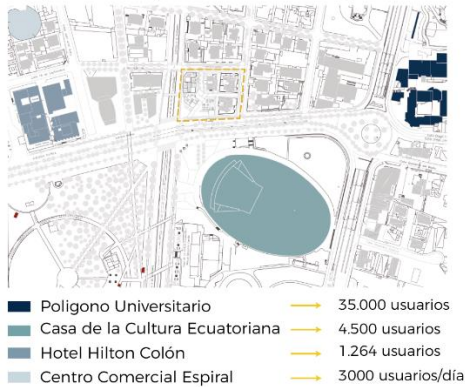 Poligono Universitario → 35.000 usuarios
Casa de la Cultura Ecuatoriana → 4.500 usuarios
Hotel Hilton Colón → 1.264 usuarios
Centro Comercial Espiral → 3000 usuarios/día